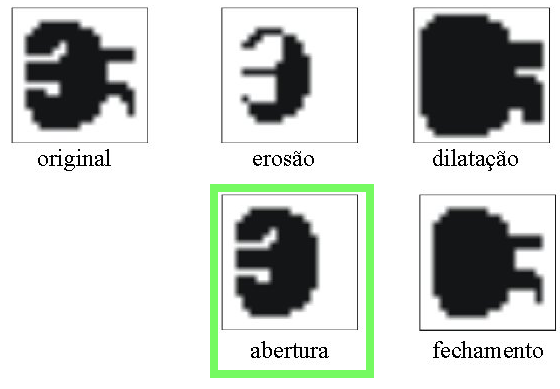 original
erosão
dilatação
abertura
fechamento